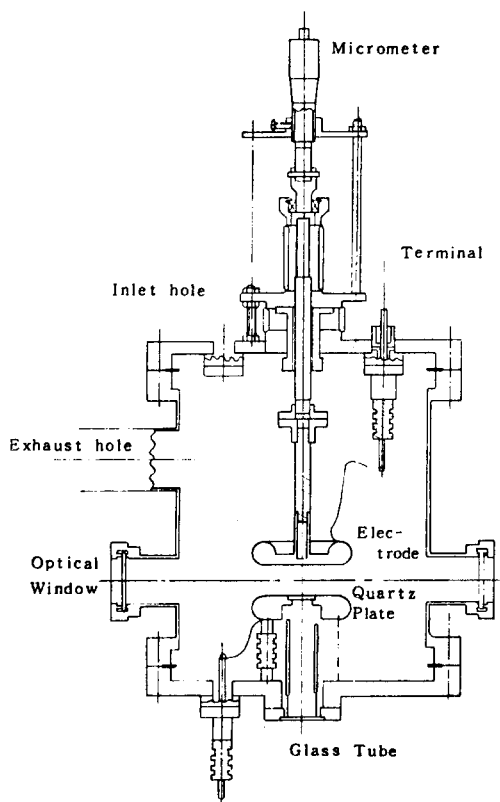 Micrometer
Terminal
Inlet hole
Exhaust hole
Elec-
trode
Optical
Window
Quartz
Plate
Glass Tube